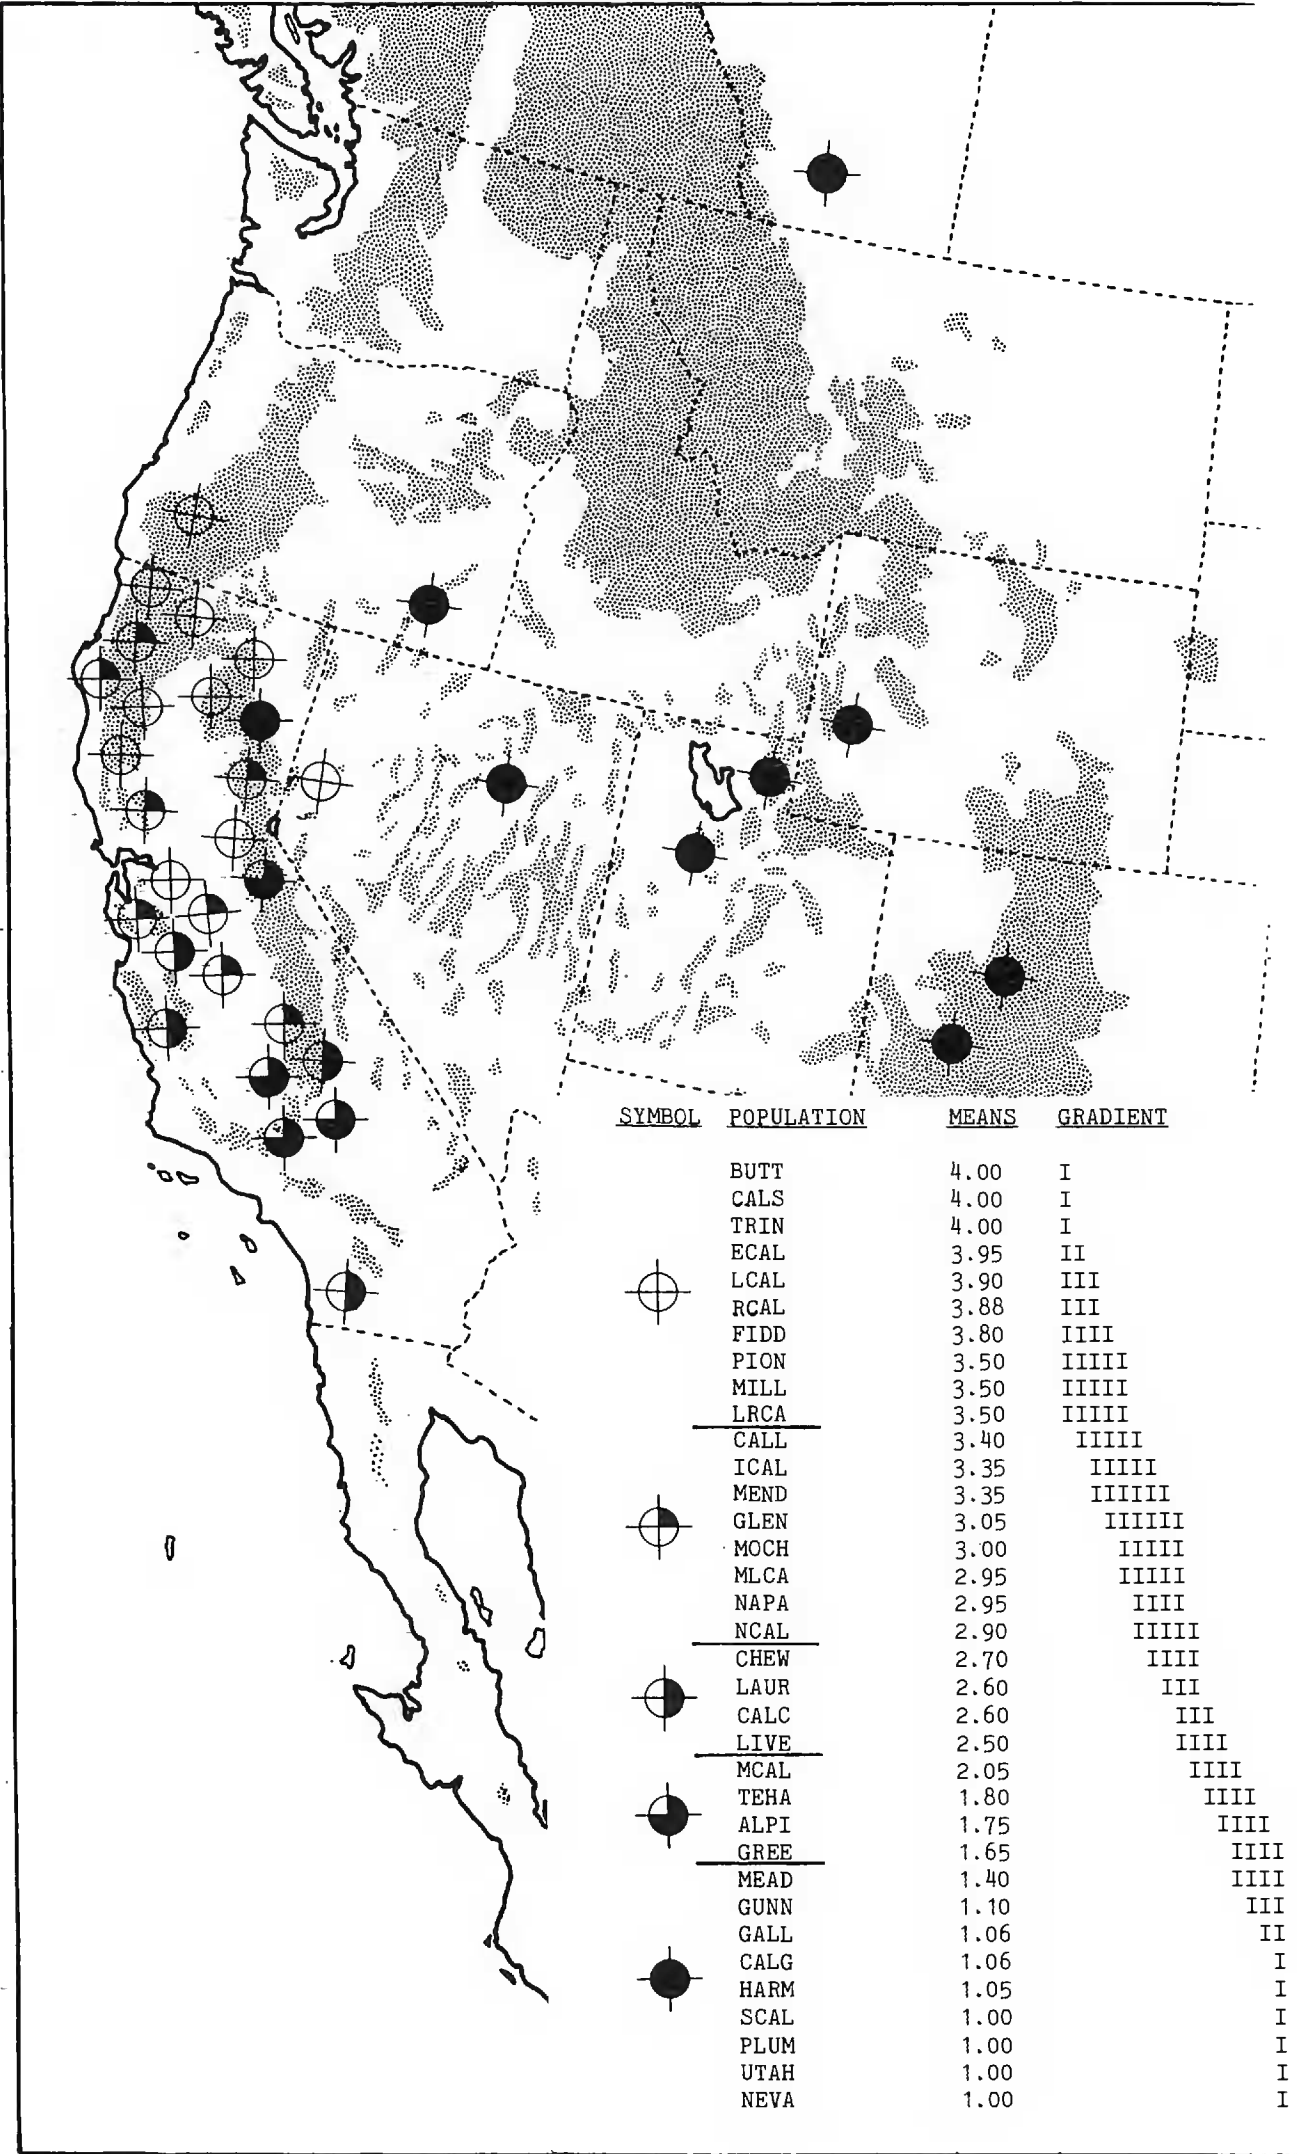 SYMBOL POPULATION MEANS GRADIENT
BUTT 4.00 I
CALS 4.00 I
TRIN 4.00 I
ECAL 3.95 II
LCAL 3.90 III
RCAL 3.88 III
FIDD 3.80 IIII
PION 3.50 IIIII
MILL 3.50 IIIII
LRCA 3.50 IIIII
CALL 3.40 IIIII
ICAL 3.35 IIIII
MEND 3.35 IIIIII
GLEN 3.05 IIIIII
MOCH 3.00 IIIII
MLCA 2.95 IIIII
NAPA 2.95 IIII
NCAL 2.90 IIIII
CHEW 2.70 IIII
LAUR 2.60 III
CALC 2.60 III
LIVE 2.50 IIII
MCAL 2.05 IIII
TEHA 1.80 IIII
ALPI 1.75 IIII
GREE 1.65 IIII
MEAD 1.40 IIII
GUNN 1.10 III
GALL 1.06 II
CALG 1.06 I
HARM 1.05 I
SCAL 1.00 I
PLUM 1.00 I
UTAH 1.00 I
NEVA 1.00 I